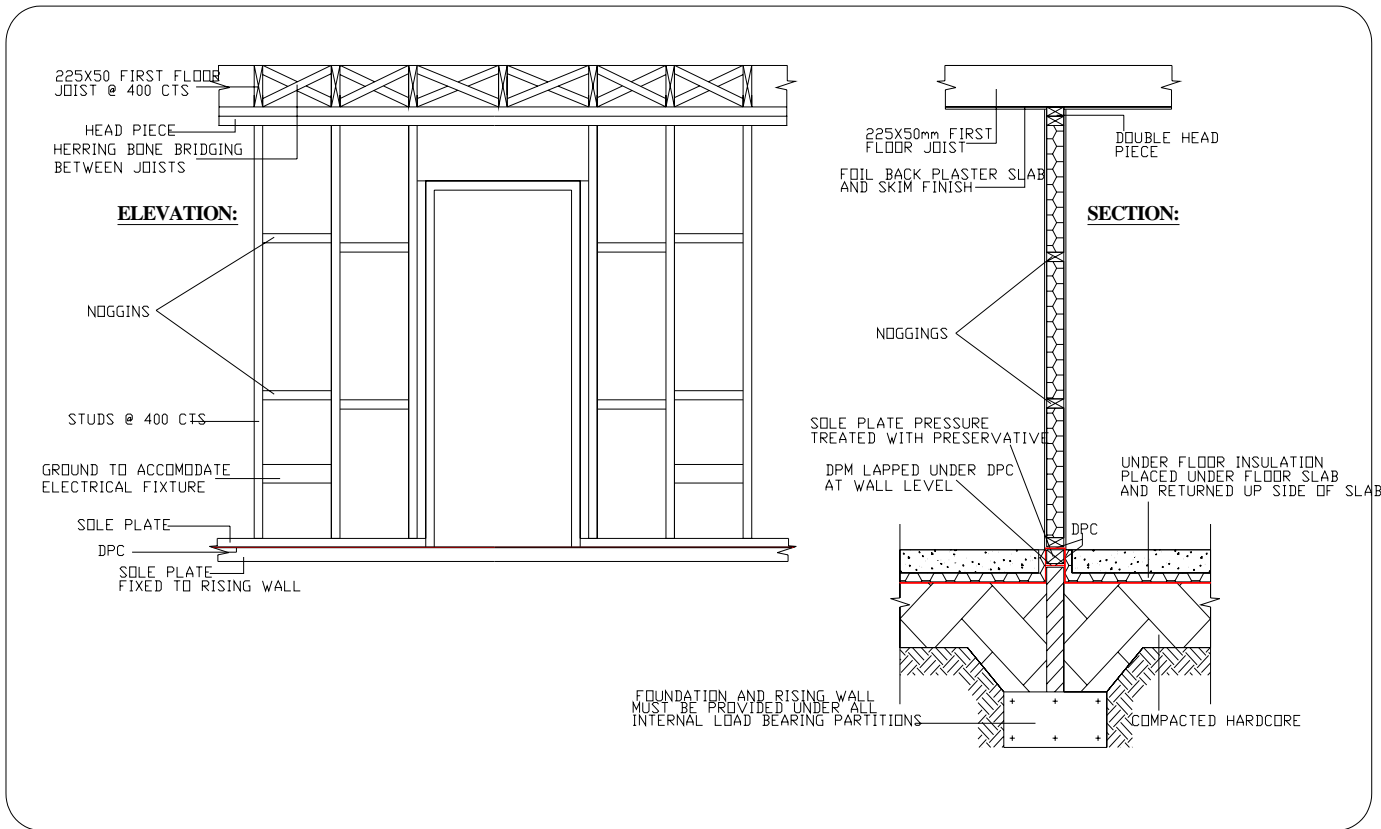 225X50 FIRST FLOOR
JOIST @ 400 CTS
HEAD PIECE
HERRING BONE BRIDGING
BETWEEN JOISTS
ELEVATION:
NOGGINS
STUDS @ 400 CTS
GROUND TO ACCOMODATE
ELECTRICAL FIXTURE
SOLE PLATE
DPC
SOLE PLATE
FIXED TO RISING WALL
225X50mm FIRST
FLOOR JOIST
DOUBLE HEAD
PIECE
FOIL BACK PLASTER SLAB
AND SKIM FINISH
SECTION:
NOGGINGS
SOLE PLATE PRESSURE
TREATED WITH PRESERVATIVE
DPM LAPPED UNDER DPC
AT WALL LEVEL
UNDER FLOOR INSULATION
PLACED UNDER FLOOR SLAB
AND RETURNED UP SIDE OF SLAB
DPC
FOUNDATION AND RISING WALL
MUST BE PROVIDED UNDER ALL
INTERNAL LOAD BEARING PARTITIONS
COMPACTED HARDCORE